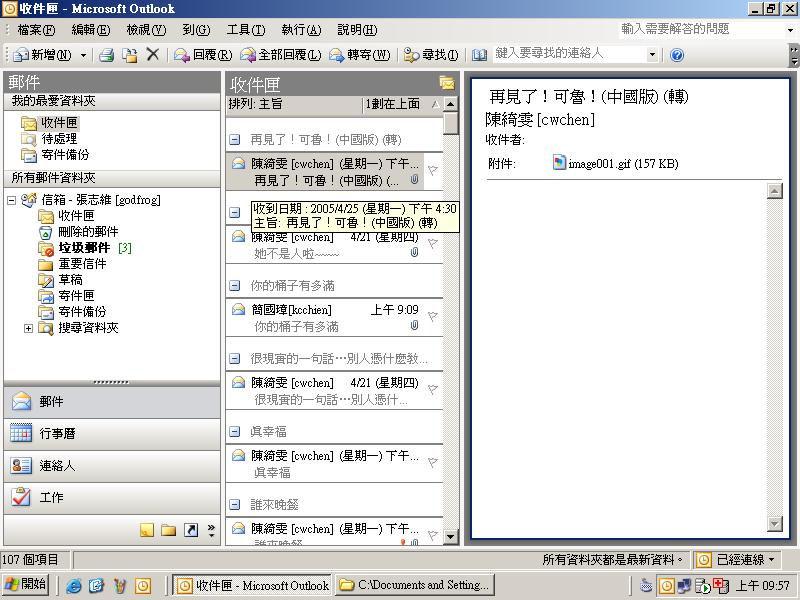 收件匣 - Microsoft Outlook
檔案(F) 編輯(E) 檢視(V) 到(G) 工具(T) 執行(A) 說明(H) 輸入需要解答的問題
新增(N) 回覆(R) 全部回覆(L) 轉寄(W) 尋找(I) 鍵入要尋找的連絡人
郵件
我的最愛資料夾
收件匣
待處理
寄件備份
所有郵件資料夾
信箱 - 張志維 [godfrog]
收件匣
刪除的郵件
垃圾郵件 [3]
重要信件
草稿
寄件匣
寄件備份
搜尋資料夾
郵件
行事曆
連絡人
工作
收件匣
排列: 主旨 1劃在上面
再見了！可魯！(中國版) (轉)
陳綺雯 [cwchen] (星期一) 下午...
再見了！可魯！(中國版) (...
收到日期 : 2005/4/25 (星期一) 下午 4:30
主旨: 再見了！可魯！(中國版) (轉)
陳綺雯 [cwchen] 4/21 (星期四)
她不是人啦~~~~
你的桶子有多滿
簡國璋[kcchien] 上午 9:09
你的桶子有多滿
很現實的一句話…別人憑什麼教...
陳綺雯 [cwchen] 4/21 (星期四)
很現實的一句話…別人憑什...
真幸福
陳綺雯 [cwchen] (星期一) 下午...
真幸福
誰來晚餐
陳綺雯 [cwchen] (星期一) 下午...
誰來晚餐
再見了！可魯！(中國版) (轉)
陳綺雯 [cwchen]
收件者:
附件: image001.gif (157 KB)
107 個項目 所有資料夾都是最新資料。 已經連線
開始 收件匣 - Microsoft Outlook C:\Documents and Setting... 上午 09:57